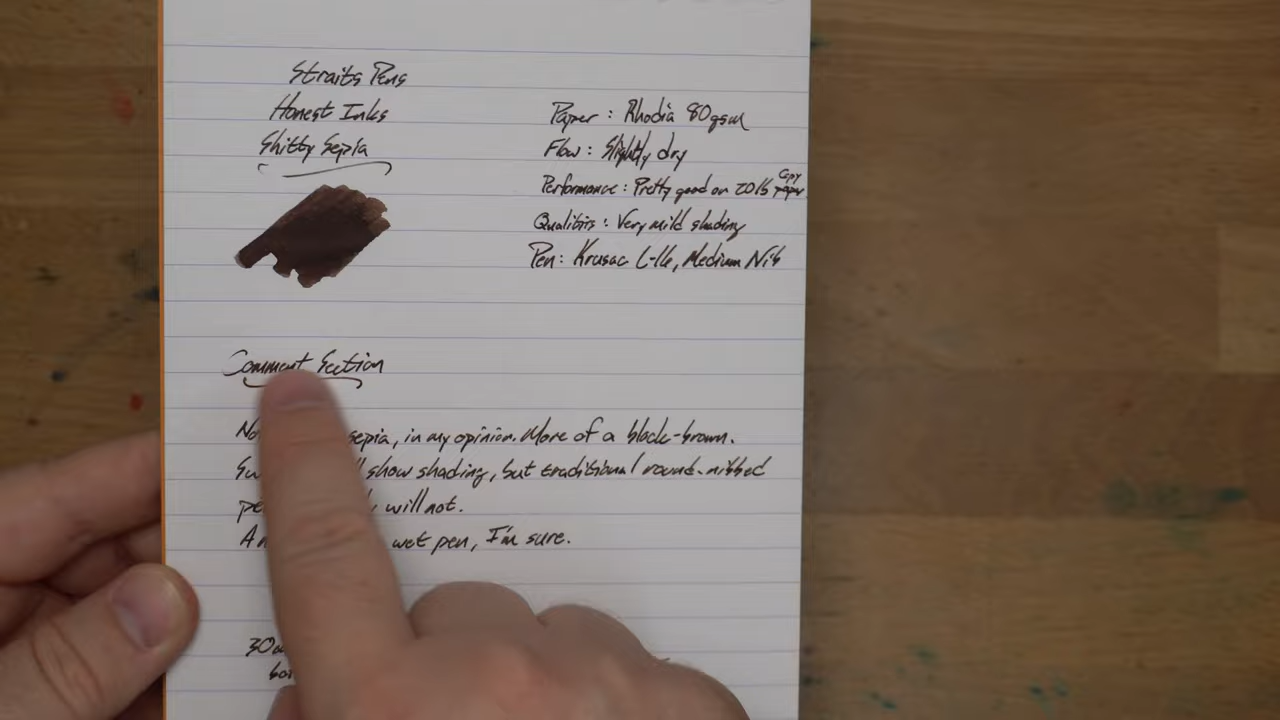 Straits Pens
Honest Inks
Shitty Sepia
Paper: Rhodia 80gsm
Flow: Slightly dry
Performance: Pretty good on 20lb copy paper
Qualities: Very mild shading
Pen: Krusac L-16, Medium Nib
Comment Section
sepia, in my opinion. More of a black-brown.
show shading, but traditional round-nibbed
will not.
wet pen, I'm sure.